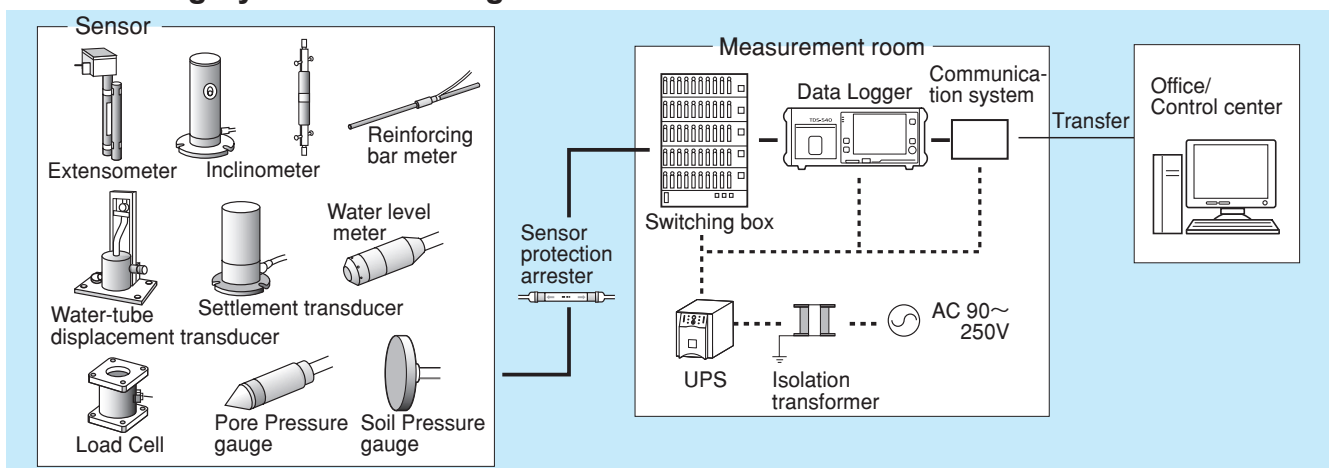 Sensor
Extensometer
Inclinometer
Reinforcing
bar meter
Water-tube
displacement transducer
Settlement transducer
Water level
meter
Load Cell
Pore Pressure
gauge
Soil Pressure
gauge
Sensor
protection
arrester
Measurement room
Switching box
Data Logger
TDS-540
Communica-
tion system
UPS
Isolation
transformer
AC 90~
250V
Transfer
Office/
Control center